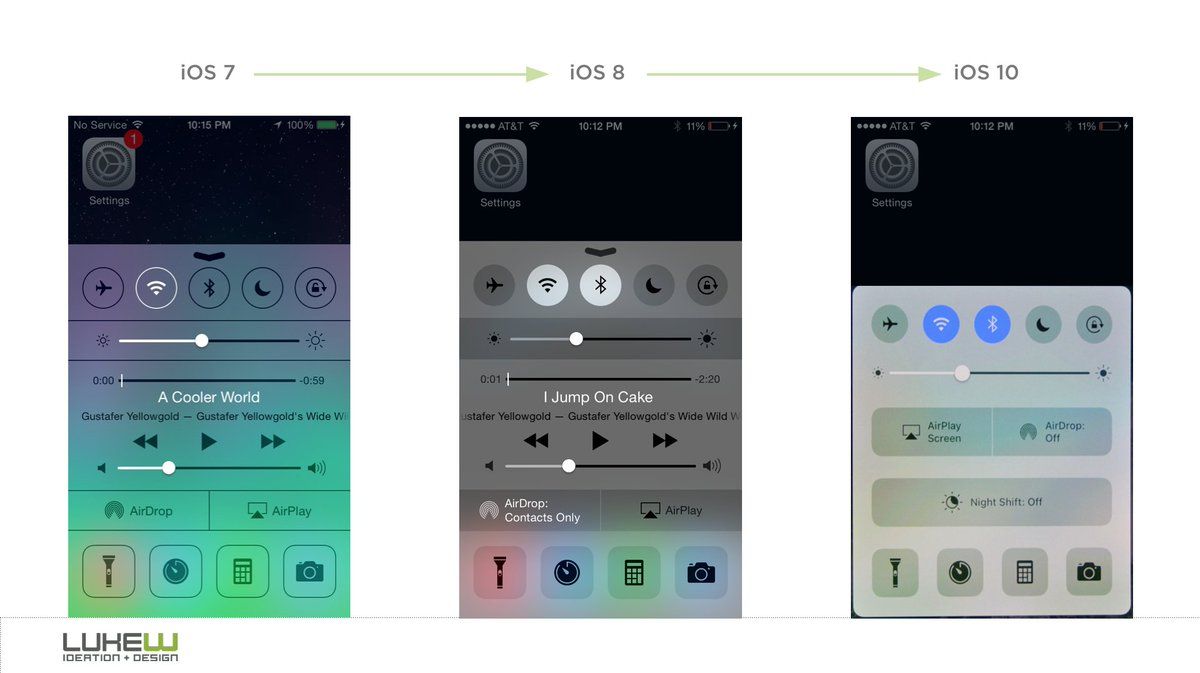 iOS 7
iOS 8
iOS 10
No Service
10:15 PM
100%
1
Settings
0:00
-0:59
A Cooler World
Gustafer Yellowgold — Gustafer Yellowgold's Wide Wi
AirDrop
AirPlay
AT&T
10:12 PM
11%
Settings
0:01
-2:20
I Jump On Cake
ustafer Yellowgold — Gustafer Yellowgold's Wide Wild W
AirDrop:
Contacts Only
AirPlay
AT&T
10:12 PM
11%
Settings
AirPlay
Screen
AirDrop:
Off
Night Shift: Off
LUKEW
IDEATION + DESIGN